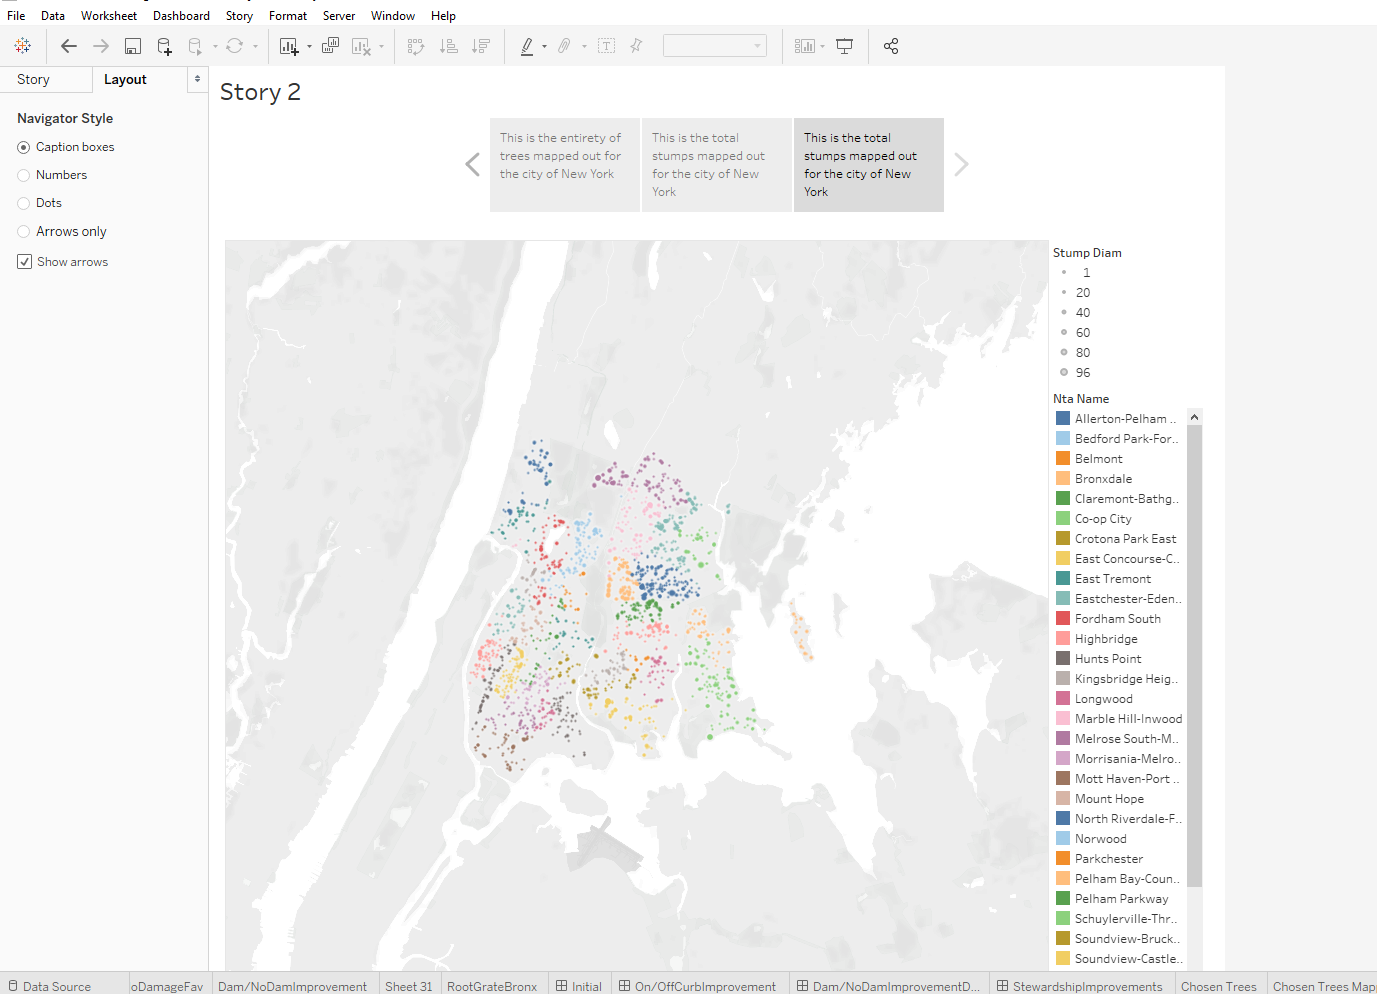 File Data Worksheet Dashboard Story Format Server Window Help
Story Layout
Navigator Style
Caption boxes
Numbers
Dots
Arrows only
Show arrows
Story 2
This is the entirety of
trees mapped out for
the city of New York
This is the total
stumps mapped out
for the city of New
York
This is the total
stumps mapped out
for the city of New
York
Stump Diam
1
20
40
60
80
96
Nta Name
Allerton-Pelham ..
Bedford Park-For..
Belmont
Bronxdale
Claremont-Bathg..
Co-op City
Crotona Park East
East Concourse-C..
East Tremont
Eastchester-Eden..
Fordham South
Highbridge
Hunts Point
Kingsbridge Heig..
Longwood
Marble Hill-Inwood
Melrose South-M..
Morrisania-Melro..
Mott Haven-Port ..
Mount Hope
North Riverdale-F..
Norwood
Parkchester
Pelham Bay-Coun..
Pelham Parkway
Schuylerville-Thr..
Soundview-Bruck..
Soundview-Castle..
Data Source oDamageFav Dam/NoDamImprovement Sheet 31 RootGrateBronx Initial On/OffCurbImprovement Dam/NoDamImprovementD... StewardshipImprovements Chosen Trees Chosen Trees Map